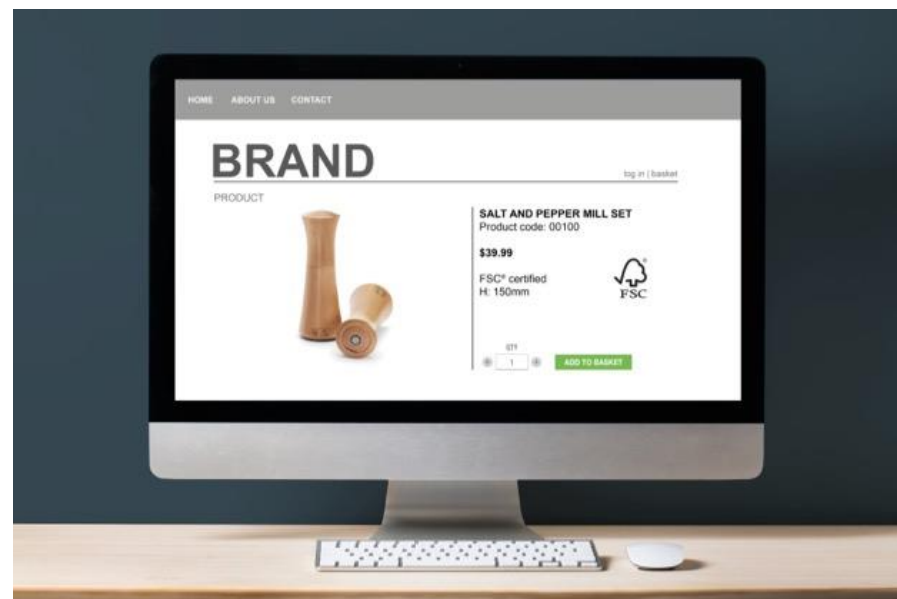 HOME ABOUT US CONTACT
BRAND
log in | basket
PRODUCT
SALT AND PEPPER MILL SET
Product code: 00100
$39.99
FSC® certified
H: 150mm
FSC
QTY
1
ADD TO BASKET